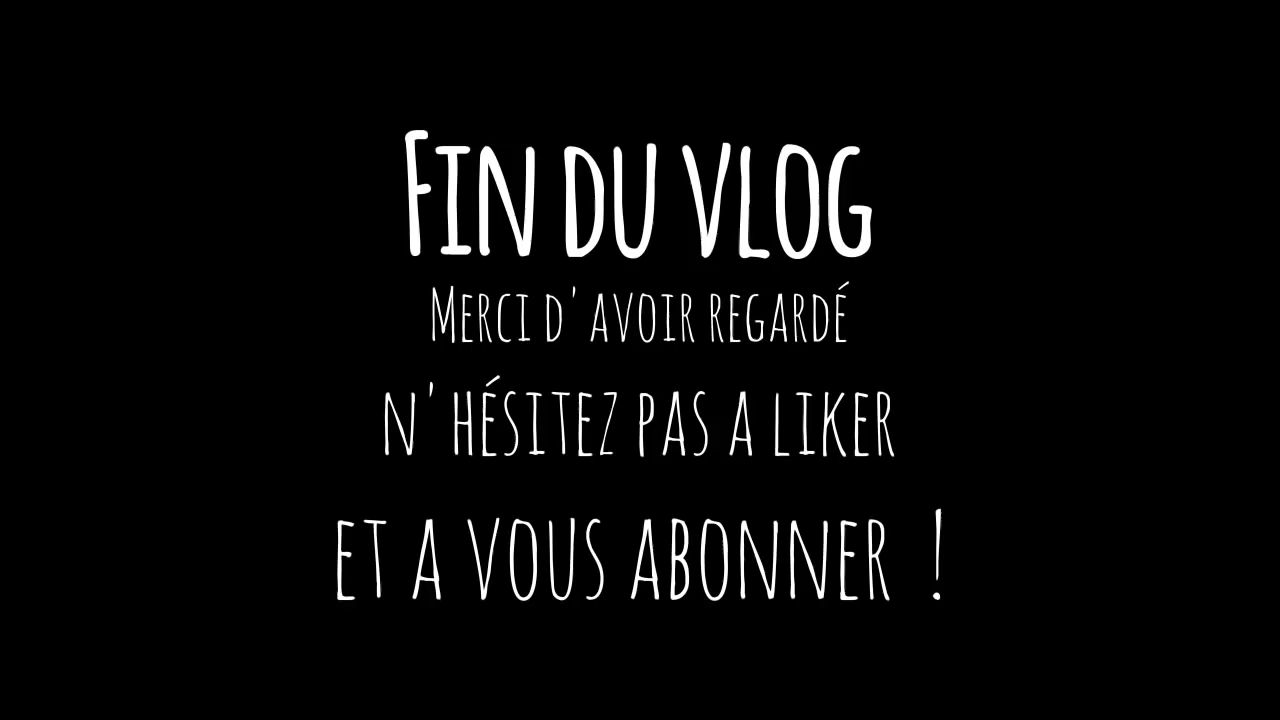 Fin du vlog
Merci d'avoir regardé
n'hésitez pas a liker
et a vous abonner !